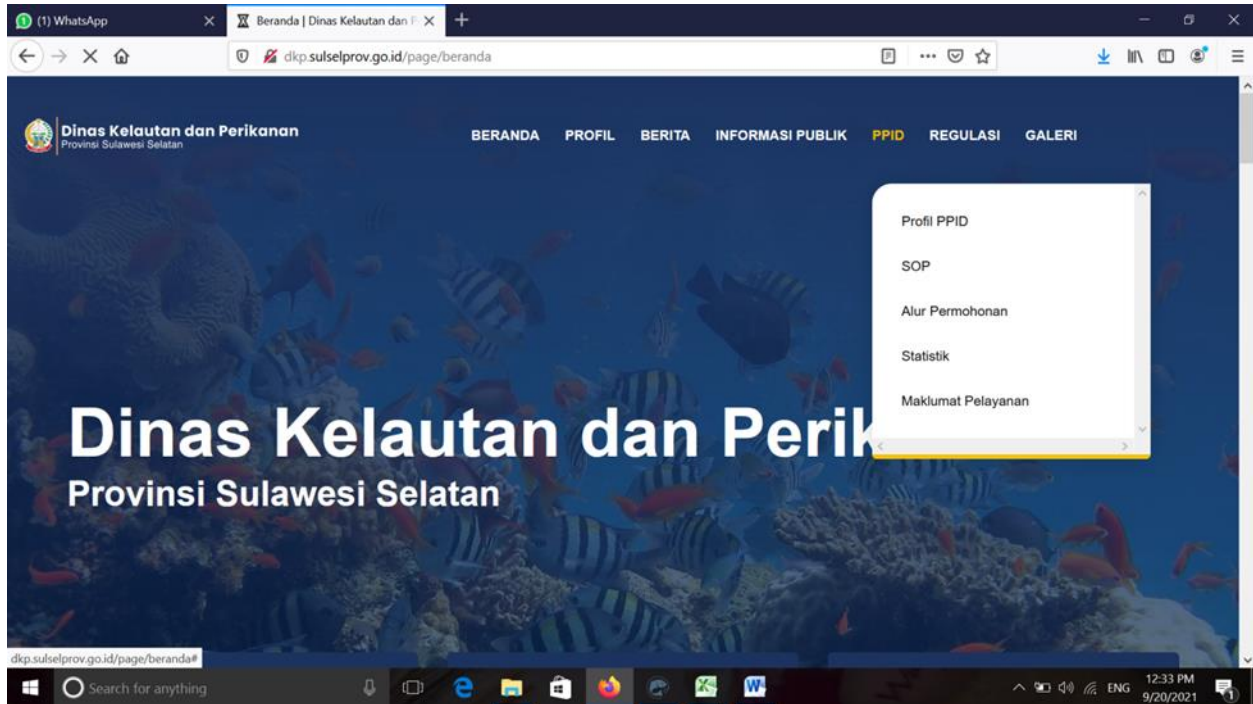 (1) WhatsApp
Beranda | Dinas Kelautan dan P
dkp.sulselprov.go.id/page/beranda
Dinas Kelautan dan Perikanan
Provinsi Sulawesi Selatan
BERANDA PROFIL BERITA INFORMASI PUBLIK PPID REGULASI GALERI
Profil PPID
SOP
Alur Permohonan
Statistik
Maklumat Pelayanan
Dinas Kelautan dan Perik
Provinsi Sulawesi Selatan
dkp.sulselprov.go.id/page/beranda#
Search for anything
ENG
12:33 PM
9/20/2021
1